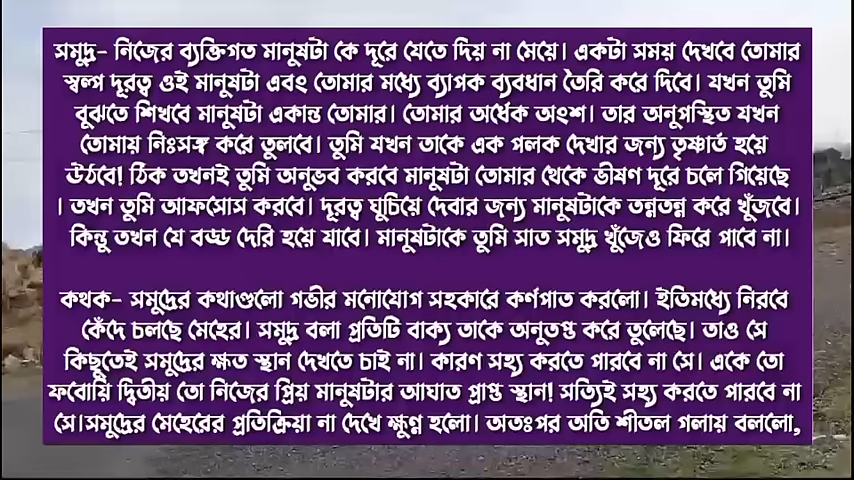 সমুদ্র- নিজের ব্যক্তিগত মানুষটা কে দূরে যেতে দিয় না মেয়ে। একটা সময় দেখবে তোমার
স্বল্প দূরত্ব ওই মানুষটা এবং তোমার মধ্যে ব্যাপক ব্যবধান তৈরি করে দিবে। যখন তুমি
বুঝতে শিখবে মানুষটা একান্ত তোমার। তোমার অর্ধেক অংশ। তার অনুপস্থিত যখন
তোমায় নিঃসঙ্গ করে তুলবে। তুমি যখন তাকে এক পলক দেখার জন্য তৃষ্ণার্ত হয়ে
উঠবে! ঠিক তখনই তুমি অনুভব করবে মানুষটা তোমার থেকে ভীষণ দূরে চলে গিয়েছে
। তখন তুমি আফসোস করবে। দূরত্ব ঘুচিয়ে দেবার জন্য মানুষটাকে তন্নতন্ন করে খুঁজবে।
কিন্তু তখন যে বড্ড দেরি হয়ে যাবে। মানুষটাকে তুমি সাত সমুদ্র খুঁজেও ফিরে পাবে না।
কথক- সমুদ্রের কথাগুলো গভীর মনোযোগ সহকারে কর্ণপাত করলো। ইতিমধ্যে নিরবে
কেঁদে চলছে মেহের। সমুদ্র বলা প্রতিটি বাক্য তাকে অনুতপ্ত করে তুলেছে। তাও সে
কিছুতেই সমুদ্রের ক্ষত স্থান দেখতে চাই না। কারণ সহ্য করতে পারবে না সে। একে তো
ফবোয়ি দ্বিতীয় তো নিজের প্রিয় মানুষটার আঘাত প্রাপ্ত স্থান! সত্যিই সহ্য করতে পারবে না
সে।সমুদ্রের মেহেরের প্রতিক্রিয়া না দেখে ক্ষুণ্ন হলো। অতঃপর অতি শীতল গলায় বললো,